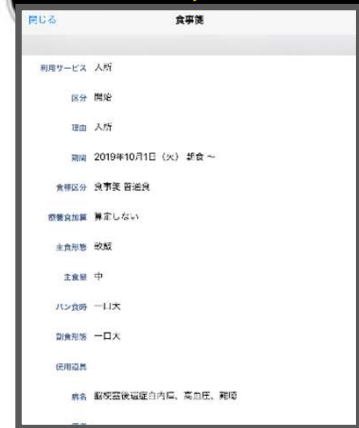 閉じる 食事箋
利用サービス 入所
区分 開始
理由 入所
期間 2019年10月1日（火） 朝食 ～
食種区分 食事箋 普通食
療養食加算 算定しない
主食形態 軟飯
主食量 中
パン食時 一口大
副食形態 一口大
使用道具
病名 脳梗塞後遺症白内障、高血圧、難聴